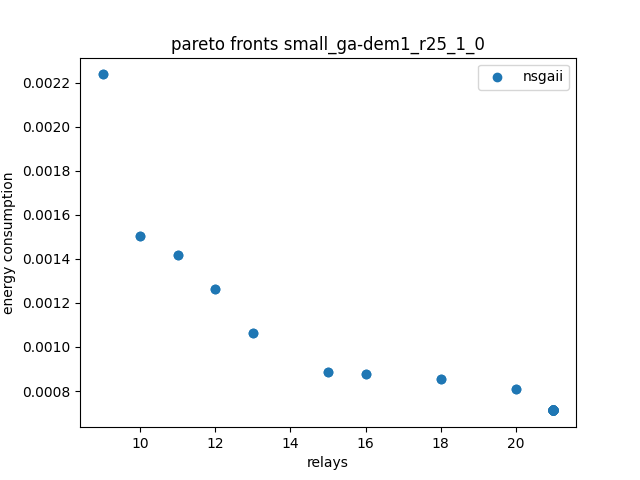 pareto fronts small_ga-dem1_r25_1_0
nsgaii
energy consumption
0.0022
0.0020
0.0018
0.0016
0.0014
0.0012
0.0010
0.0008
10 12 14 16 18 20
relays